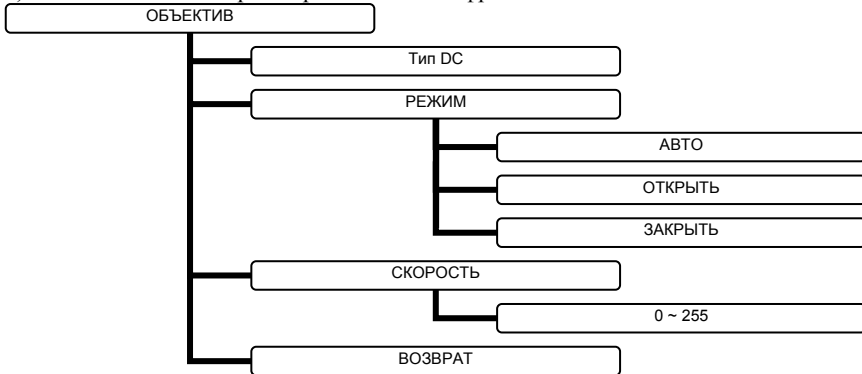 ОБЪЕКТИВ
Тип DC
РЕЖИМ
АВТО
ОТКРЫТЬ
ЗАКРЫТЬ
СКОРОСТЬ
0 ~ 255
ВОЗВРАТ